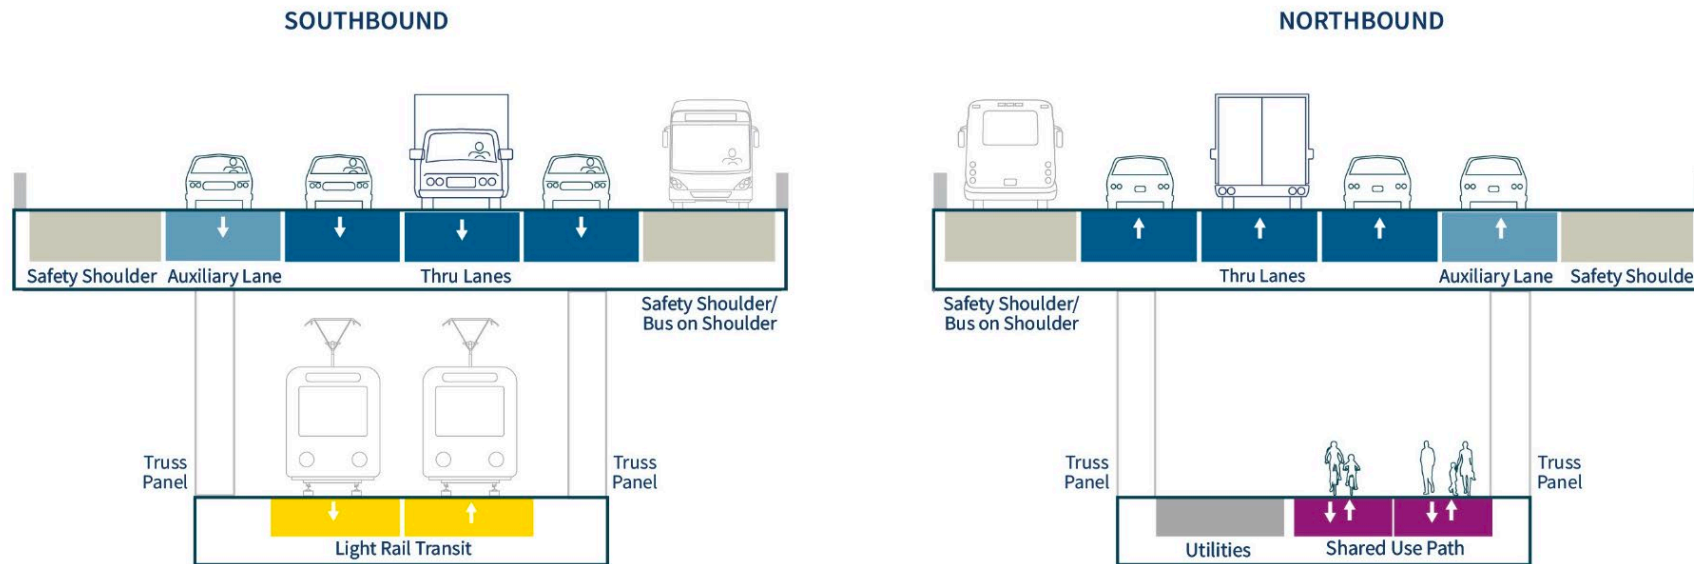 SOUTHBOUND
Safety Shoulder
Auxiliary Lane
Thru Lanes
Safety Shoulder/
Bus on Shoulder
Truss
Panel
Truss
Panel
Light Rail Transit
NORTHBOUND
Thru Lanes
Auxiliary Lane
Safety Shoulde
Safety Shoulder/
Bus on Shoulder
Truss
Panel
Truss
Panel
Utilities
Shared Use Path